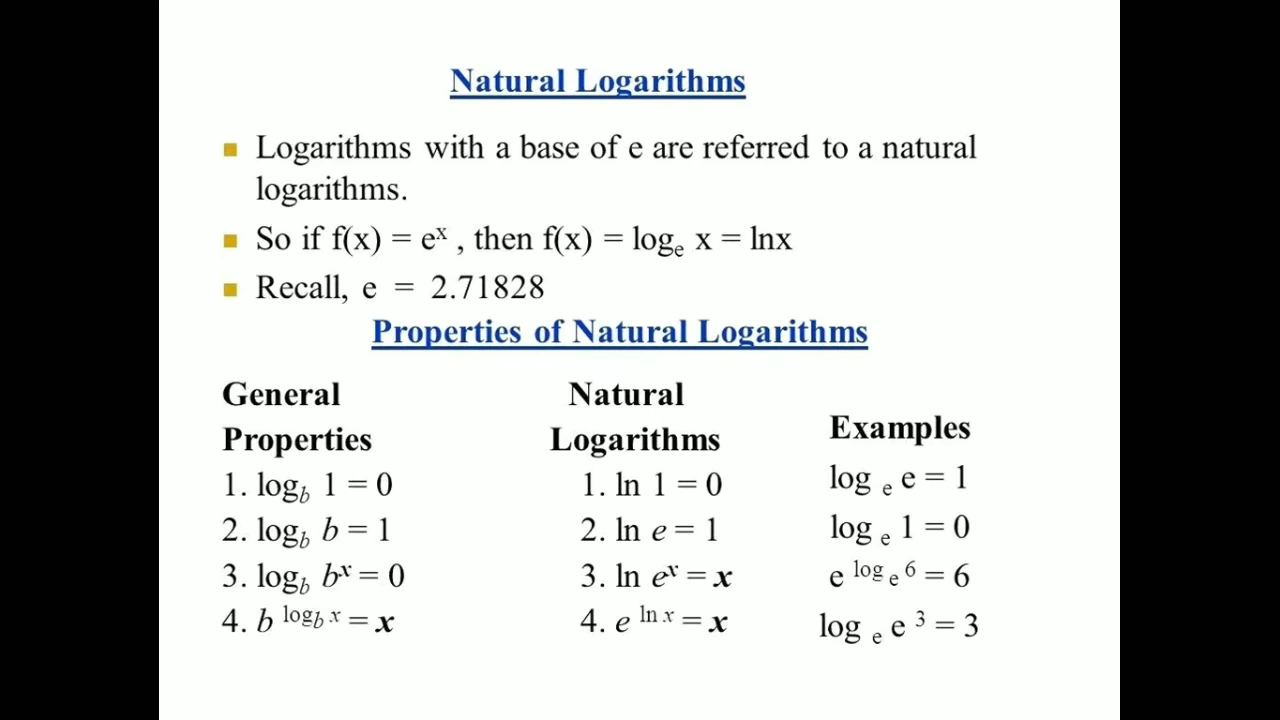 Natural Logarithms
■ Logarithms with a base of e are referred to a natural
logarithms.
■ So if f(x) = eˣ , then f(x) = logₑ x = lnx
■ Recall, e = 2.71828
Properties of Natural Logarithms
General
Properties
1. log_b 1 = 0
2. log_b b = 1
3. log_b bˣ = 0
4. b^(log_b x) = x
Natural
Logarithms
1. ln 1 = 0
2. ln e = 1
3. ln eˣ = x
4. e^(ln x) = x
Examples
log ₑ e = 1
log ₑ 1 = 0
e^(log ₑ 6) = 6
log ₑ e ³ = 3